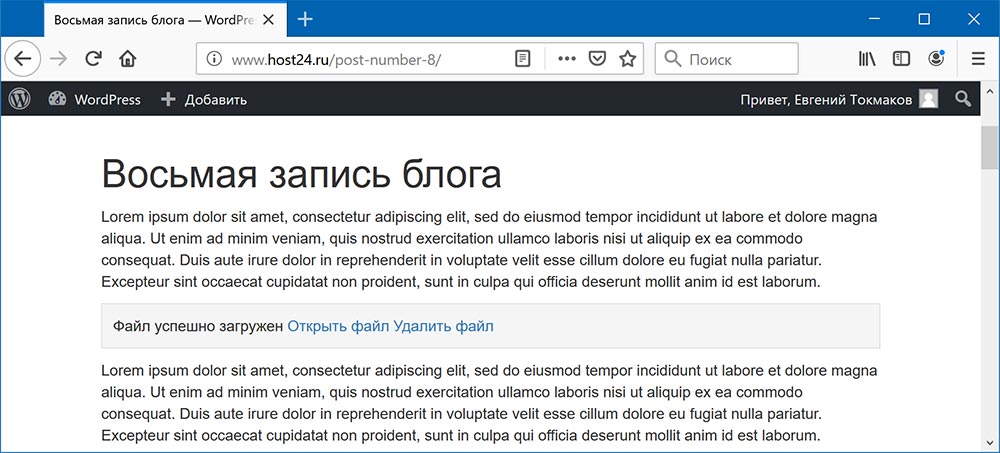 Восьмая запись блога — WordPre
www.host24.ru/post-number-8/
Поиск
WordPress
Добавить
Привет, Евгений Токмаков
Восьмая запись блога
Lorem ipsum dolor sit amet, consectetur adipiscing elit, sed do eiusmod tempor incididunt ut labore et dolore magna
aliqua. Ut enim ad minim veniam, quis nostrud exercitation ullamco laboris nisi ut aliquip ex ea commodo
consequat. Duis aute irure dolor in reprehenderit in voluptate velit esse cillum dolore eu fugiat nulla pariatur.
Excepteur sint occaecat cupidatat non proident, sunt in culpa qui officia deserunt mollit anim id est laborum.
Файл успешно загружен Открыть файл Удалить файл
Lorem ipsum dolor sit amet, consectetur adipiscing elit, sed do eiusmod tempor incididunt ut labore et dolore magna
aliqua. Ut enim ad minim veniam, quis nostrud exercitation ullamco laboris nisi ut aliquip ex ea commodo
consequat. Duis aute irure dolor in reprehenderit in voluptate velit esse cillum dolore eu fugiat nulla pariatur.
Excepteur sint occaecat cupidatat non proident, sunt in culpa qui officia deserunt mollit anim id est laborum.